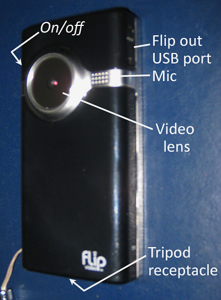 On/off
Flip out
USB port
Mic
Video
lens
flip
Tripod
receptacle